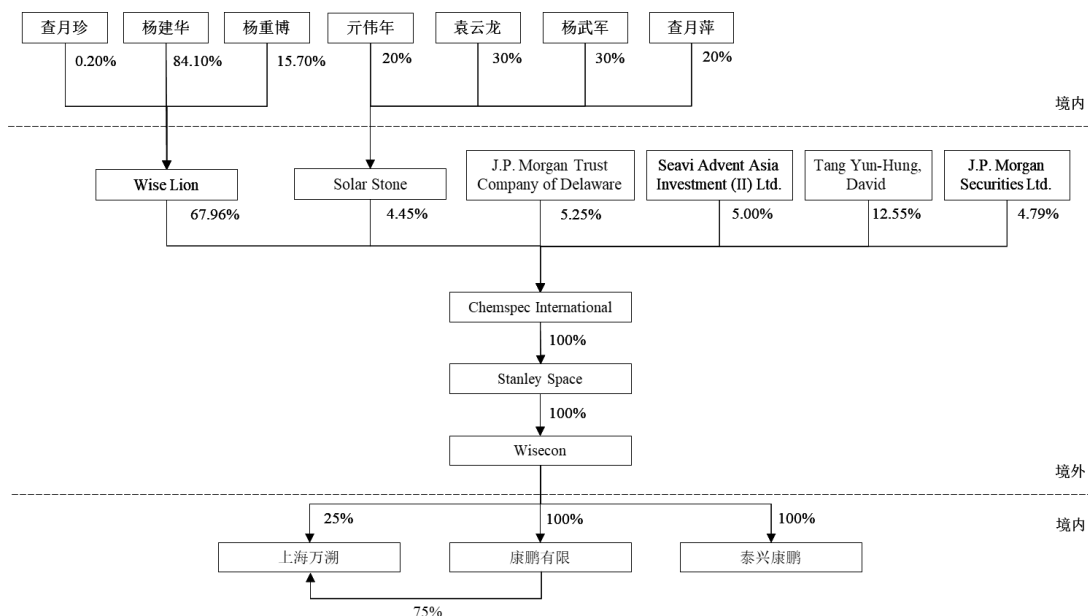 查月珍
杨建华
杨重博
亓伟年
袁云龙
杨武军
查月萍
0.20%
84.10%
15.70%
20%
30%
30%
20%
境内
Wise Lion
Solar Stone
J.P. Morgan Trust
Company of Delaware
Seavi Advent Asia
Investment (II) Ltd.
Tang Yun-Hung,
David
J.P. Morgan
Securities Ltd.
67.96%
4.45%
5.25%
5.00%
12.55%
4.79%
Chemspec International
100%
Stanley Space
100%
Wisecon
境外
境内
25%
100%
100%
上海万溯
康鹏有限
泰兴康鹏
75%